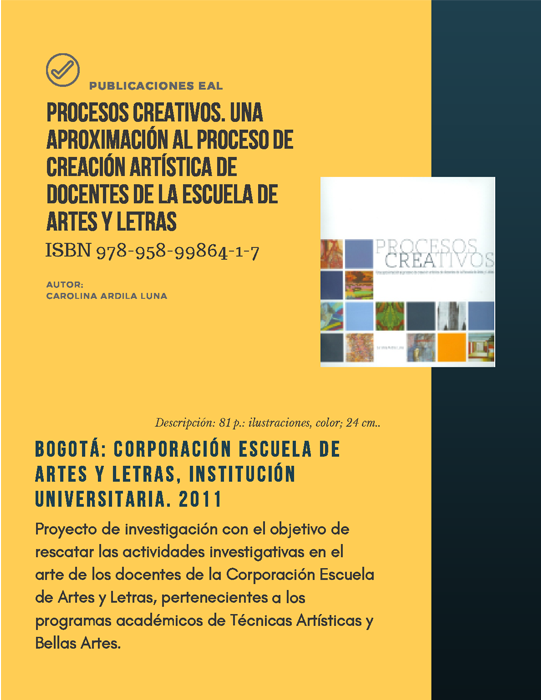 PUBLICACIONES EAL
PROCESOS CREATIVOS. UNA
APROXIMACIÓN AL PROCESO DE
CREACIÓN ARTÍSTICA DE
DOCENTES DE LA ESCUELA DE
ARTES Y LETRAS
ISBN 978-958-99864-1-7
AUTOR:
CAROLINA ARDILA LUNA
PROCESOS
CREATIVOS
Descripción: 81 p.: ilustraciones, color; 24 cm..
BOGOTÁ: CORPORACIÓN ESCUELA DE
ARTES Y LETRAS, INSTITUCIÓN
UNIVERSITARIA. 2011
Proyecto de investigación con el objetivo de
rescatar las actividades investigativas en el
arte de los docentes de la Corporación Escuela
de Artes y Letras, pertenecientes a los
programas académicos de Técnicas Artísticas y
Bellas Artes.